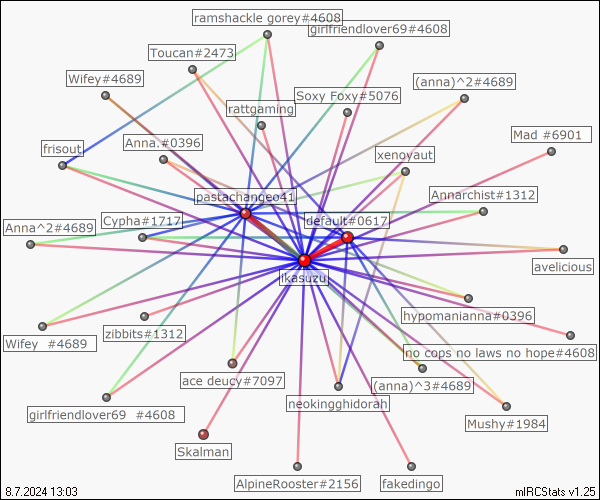 ramshackle gorey#4608
girlfriendlover69#4608
Toucan#2473
Wifey#4689
(anna)^2#4689
Soxy Foxy#5076
rattgaming
Mad #6901
frisout
Anna.#0396
xenoyaut
pastachangeo41
Annarchist#1312
Anna^2#4689
Cypha#1717
default#0617
avelicious
ikasuzu
hypomanianna#0396
zibbits#1312
Wifey  #4689
no cops no laws no hope#4608
ace deucy#7097
(anna)^3#4689
neokingghidorah
girlfriendlover69  #4608
Mushy#1984
Skalman
AlpineRooster#2156
fakedingo
8.7.2024 13:03
mIRCStats v1.25